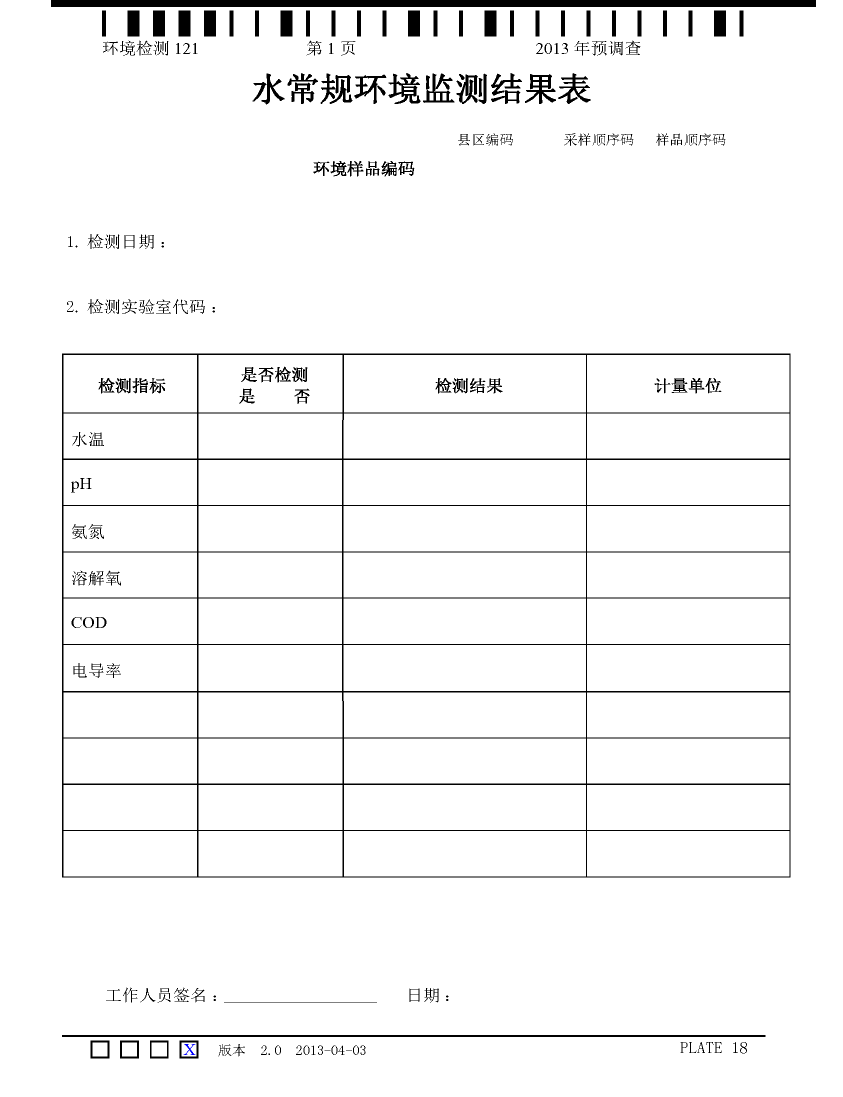 环境检测 121 第 1 页 2013 年预调查
水常规环境监测结果表
县区编码 采样顺序码 样品顺序码
环境样品编码
1. 检测日期：
2. 检测实验室代码：
检测指标 是否检测 检测结果 计量单位
是 否
水温
pH
氨氮
溶解氧
COD
电导率
工作人员签名：__________________ 日期：
X 版本 2.0 2013-04-03 PLATE 18